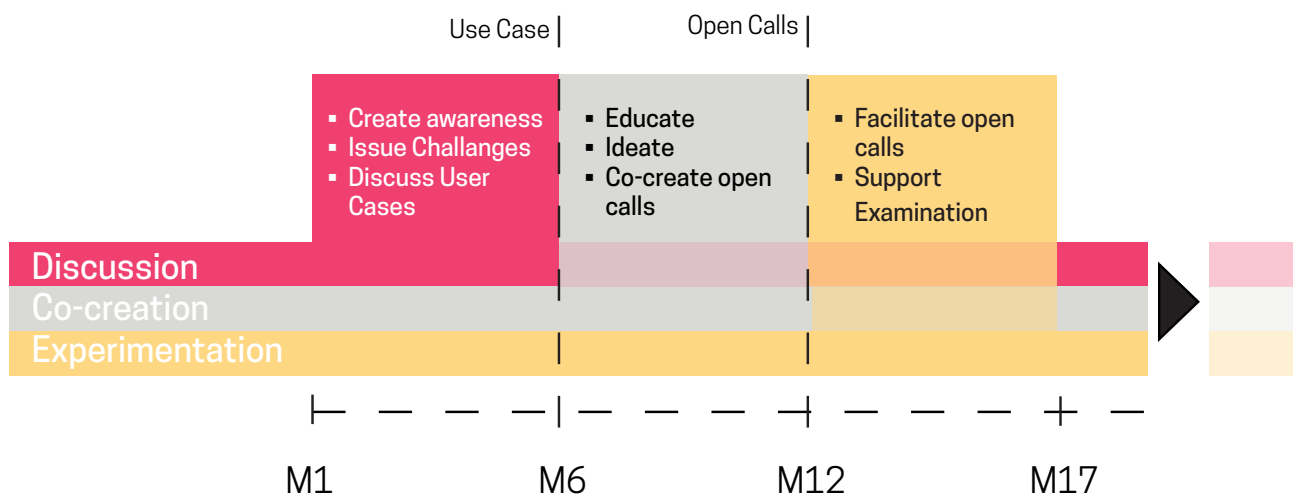 Use Case
Open Calls
▪ Create awareness
▪ Issue Challanges
▪ Discuss User
Cases
▪ Educate
▪ Ideate
▪ Co-create open
calls
▪ Facilitate open
calls
▪ Support
Examination
Discussion
Co-creation
Experimentation
M1
M6
M12
M17